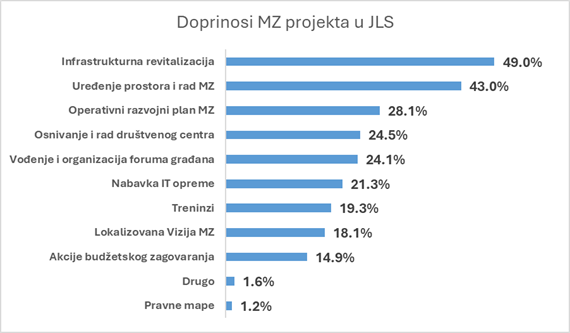 Doprinosi MZ projekta u JLS
Infrastrukturna revitalizacija 49.0%
Uređenje prostora i rad MZ 43.0%
Operativni razvojni plan MZ 28.1%
Osnivanje i rad društvenog centra 24.5%
Vođenje i organizacija foruma građana 24.1%
Nabavka IT opreme 21.3%
Treninzi 19.3%
Lokalizovana Vizija MZ 18.1%
Akcije budžetskog zagovaranja 14.9%
Drugo 1.6%
Pravne mape 1.2%